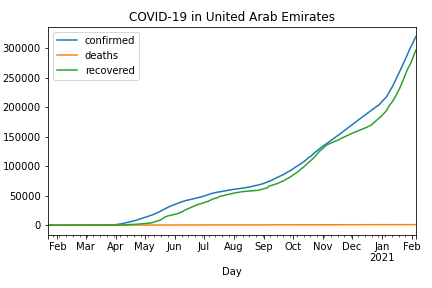 COVID-19 in United Arab Emirates
confirmed
deaths
recovered
300000
250000
200000
150000
100000
50000
0
Feb Mar Apr May Jun Jul Aug Sep Oct Nov Dec Jan Feb
2021
Day